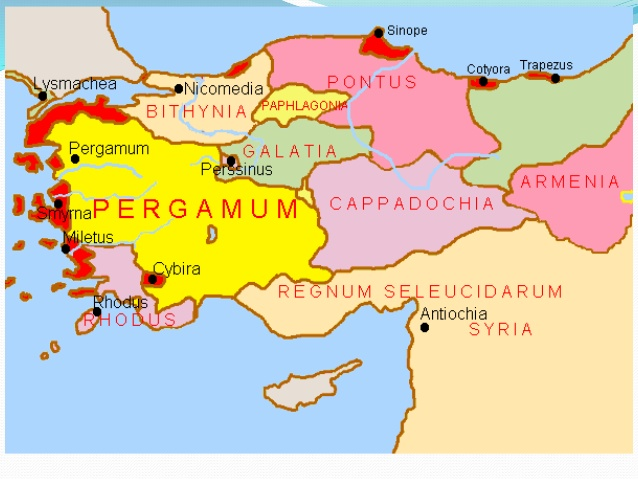 Sinope
Cotyora
Trapezus
Lysmachea
Nicomedia
PONTUS
BITHYNIA
PAPHLAGONIA
Pergamum
GALATIA
Perssinus
ARMENIA
PERGAMUM
CAPPADOCHIA
Smyrna
Miletus
Cybira
REGNUM SELEUCIDARUM
Rhodus
RHODUS
Antiochia
SYRIA